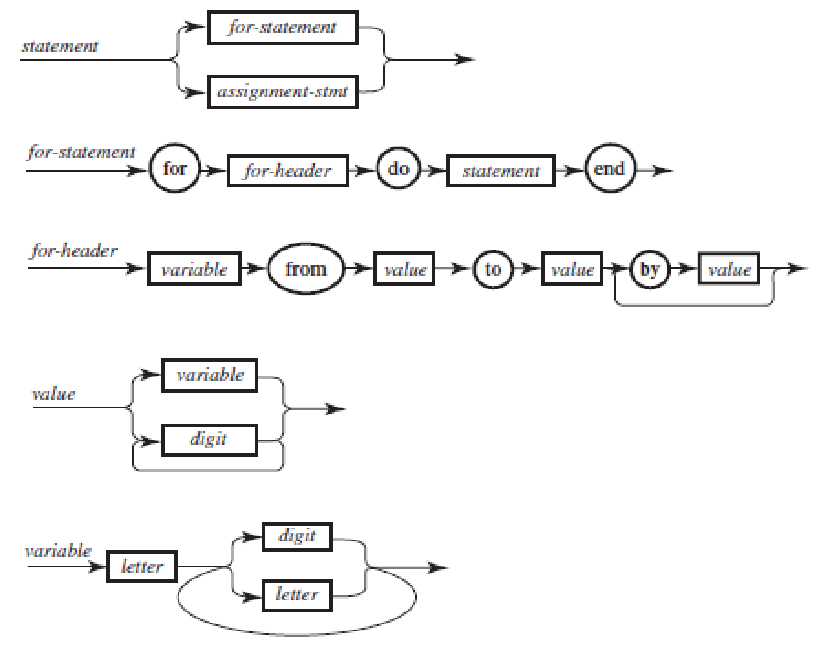 for-statement
statement
assignment-stmt
for-statement for for-header do statement end
for-header variable from value to value by value
variable
value
digit
digit
variable letter
letter